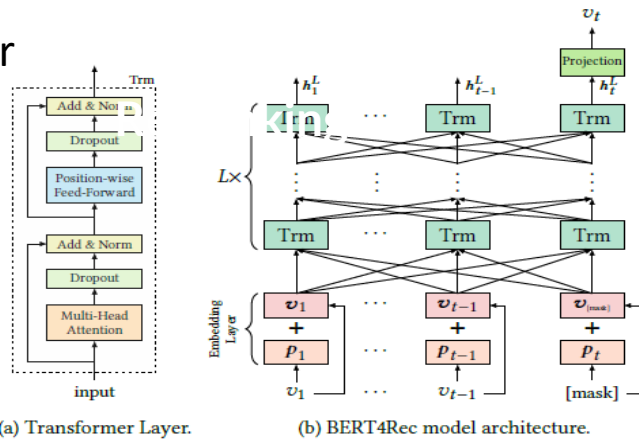 r
Trm
Add & Norm
Dropout
Position-wise
Feed-Forward
Add & Norm
Dropout
Multi-Head
Attention
input
(a) Transformer Layer.
v_t
Projection
h_1^L
h_{t-1}^L
h_t^L
Trm ... Trm Trm
L×
Trm ... Trm Trm
Embedding
Layer
v_1 ... v_{t-1} v_[mask]
+ + +
p_1 ... p_{t-1} p_t
v_1 ... v_{t-1} [mask]
(b) BERT4Rec model architecture.